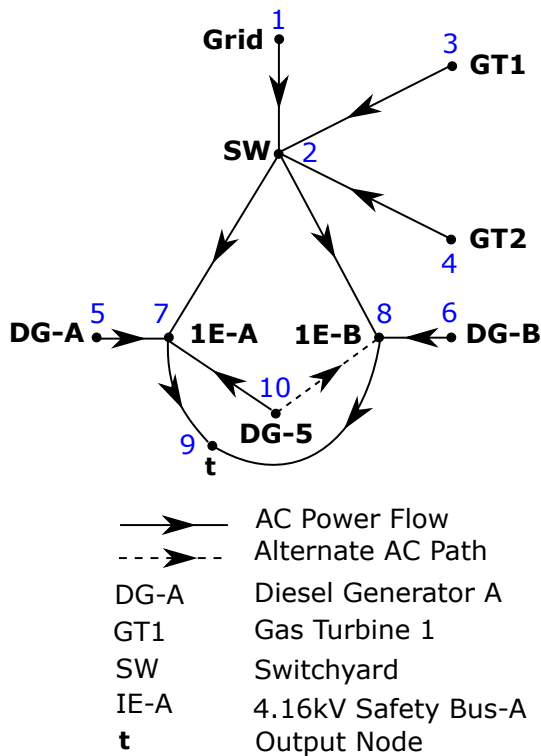 1
Grid
3
GT1
SW
2
GT2
4
5
7
8
6
DG-A
1E-A
1E-B
DG-B
10
DG-5
9
t
AC Power Flow
Alternate AC Path
DG-A Diesel Generator A
GT1 Gas Turbine 1
SW Switchyard
IE-A 4.16kV Safety Bus-A
t Output Node